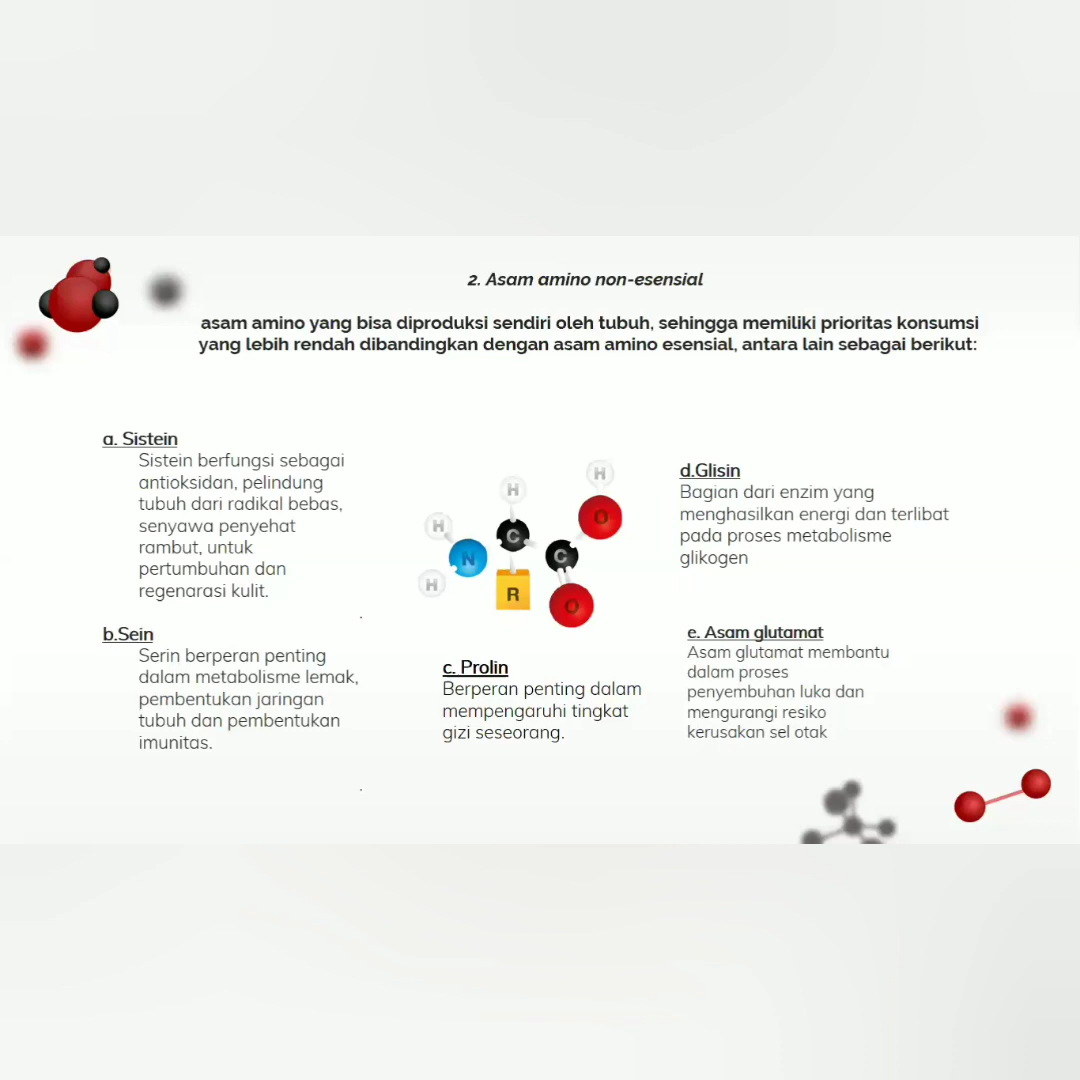 2. Asam amino non-esensial
asam amino yang bisa diproduksi sendiri oleh tubuh, sehingga memiliki prioritas konsumsi
yang lebih rendah dibandingkan dengan asam amino esensial, antara lain sebagai berikut:
a. Sistein
Sistein berfungsi sebagai
antioksidan, pelindung
tubuh dari radikal bebas,
senyawa penyehat
rambut, untuk
pertumbuhan dan
regenarasi kulit.
b.Sein
Serin berperan penting
dalam metabolisme lemak,
pembentukan jaringan
tubuh dan pembentukan
imunitas.
H
H
H
O
C
N
C
H
R
O
c. Prolin
Berperan penting dalam
mempengaruhi tingkat
gizi seseorang.
d.Glisin
Bagian dari enzim yang
menghasilkan energi dan terlibat
pada proses metabolisme
glikogen
e. Asam glutamat
Asam glutamat membantu
dalam proses
penyembuhan luka dan
mengurangi resiko
kerusakan sel otak